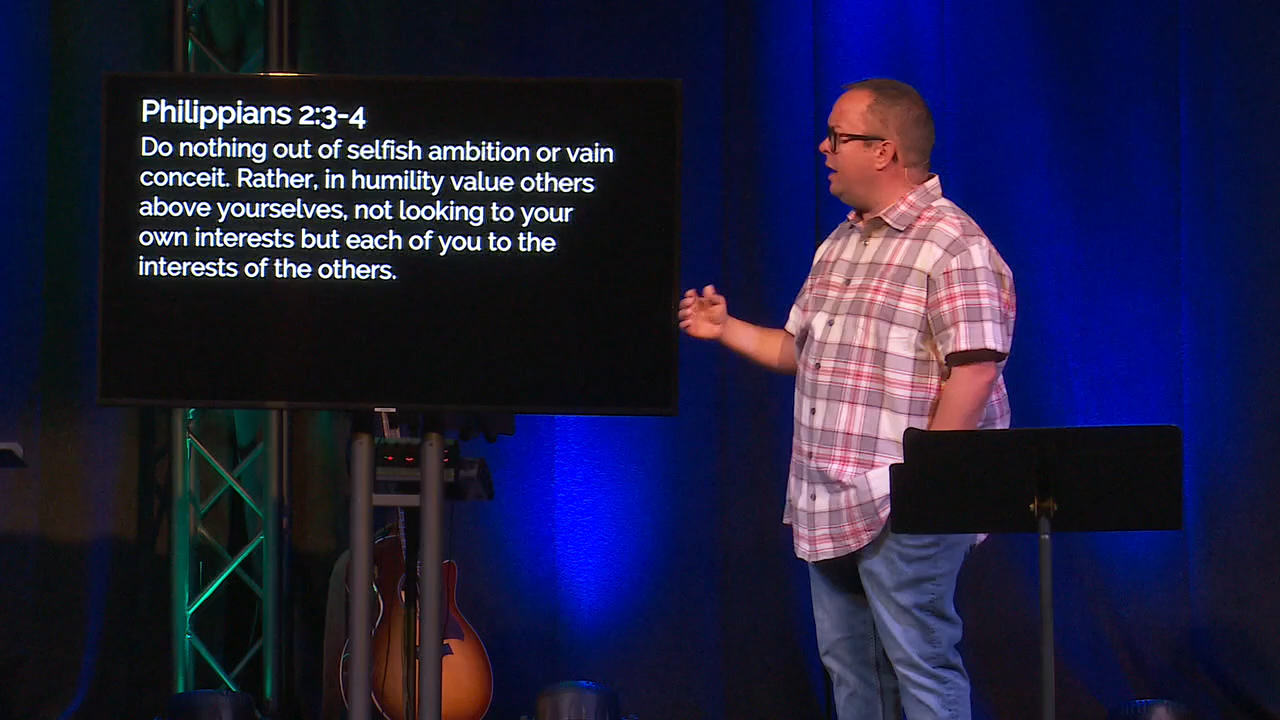 Philippians 2:3-4
Do nothing out of selfish ambition or vain
conceit. Rather, in humility value others
above yourselves, not looking to your
own interests but each of you to the
interests of the others.